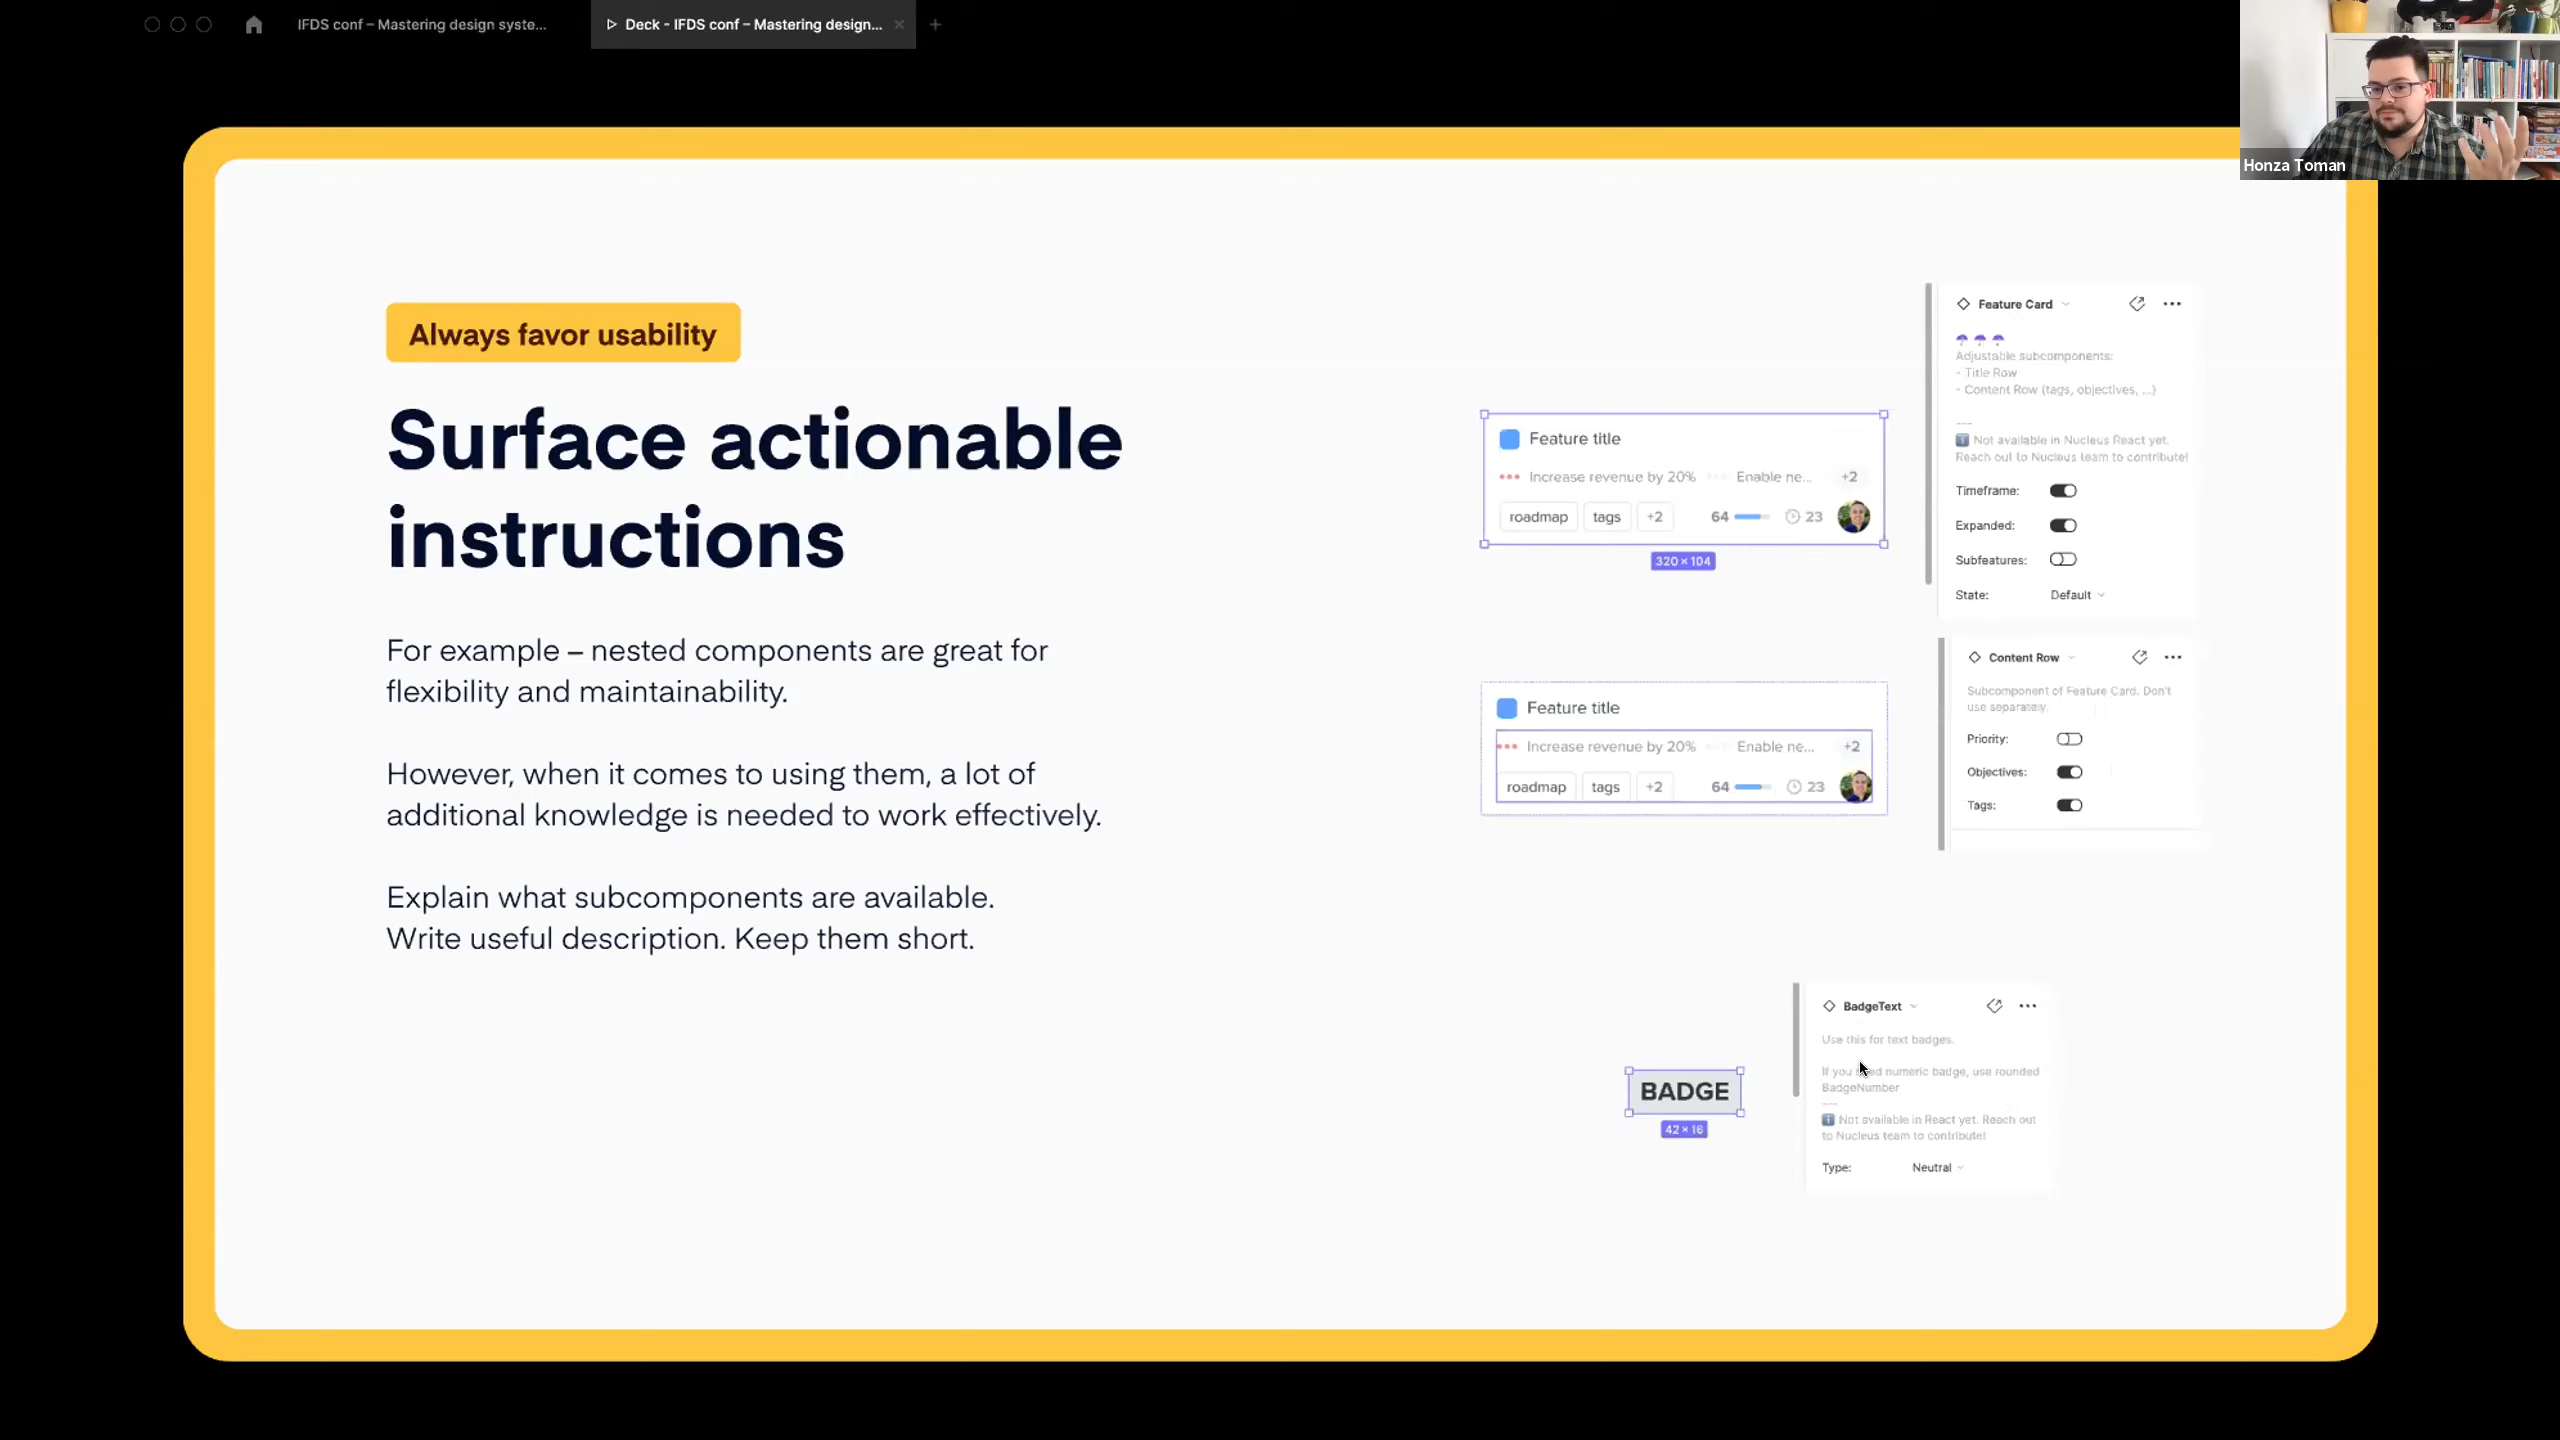 IFDS conf – Mastering design syste...
Deck - IFDS conf – Mastering design...
Honza Toman
Always favor usability
Surface actionable
instructions
For example – nested components are great for
flexibility and maintainability.
However, when it comes to using them, a lot of
additional knowledge is needed to work effectively.
Explain what subcomponents are available.
Write useful description. Keep them short.
Feature title
Increase revenue by 20% Enable ne... +2
roadmap tags +2 64 23
320 × 104
Feature Card
Adjustable subcomponents:
- Title Row
- Content Row (tags, objectives, ...)
---
Not available in Nucleus React yet.
Reach out to Nucleus team to contribute!
Timeframe:
Expanded:
Subfeatures:
State: Default
Feature title
Increase revenue by 20% Enable ne... +2
roadmap tags +2 64 23
Content Row
Subcomponent of Feature Card. Don't
use separately.
Priority:
Objectives:
Tags:
BADGE
42 × 16
BadgeText
Use this for text badges.
If you need numeric badge, use rounded
BadgeNumber
---
Not available in React yet. Reach out
to Nucleus team to contribute!
Type: Neutral